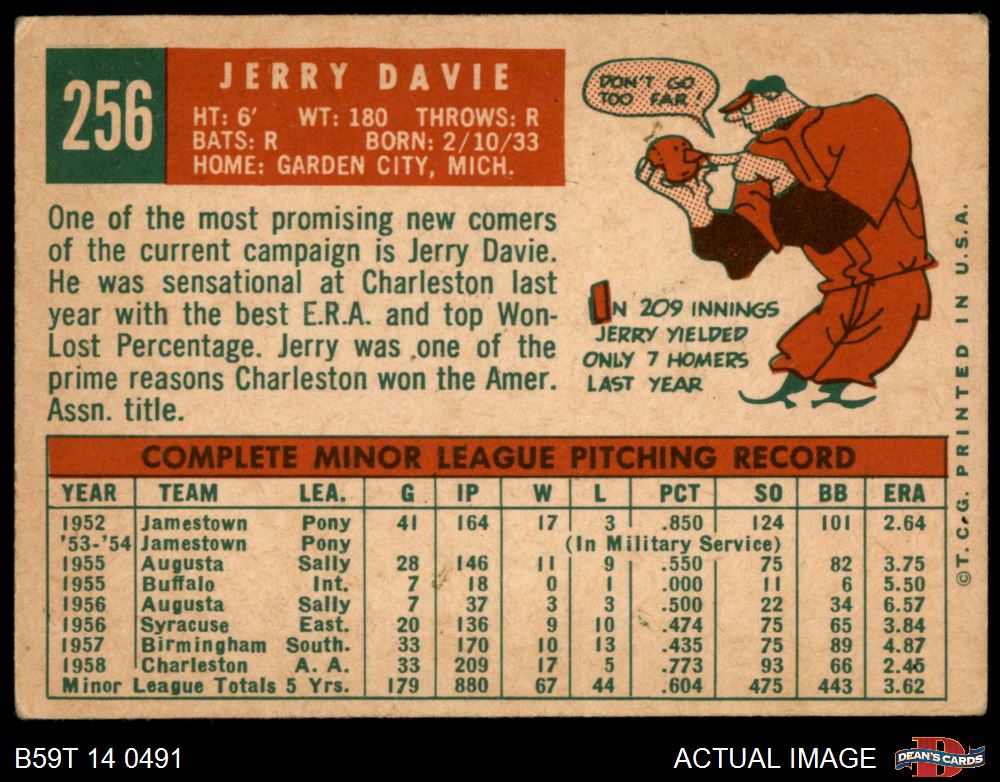 256
JERRY DAVIE
HT: 6' WT: 180 THROWS: R
BATS: R BORN: 2/10/33
HOME: GARDEN CITY, MICH.
One of the most promising new comers
of the current campaign is Jerry Davie.
He was sensational at Charleston last
year with the best E.R.A. and top Won-
Lost Percentage. Jerry was one of the
prime reasons Charleston won the Amer.
Assn. title.
DON'T GO
TOO FAR!
IN 209 INNINGS
JERRY YIELDED
ONLY 7 HOMERS
LAST YEAR
COMPLETE MINOR LEAGUE PITCHING RECORD
YEAR TEAM LEA. G IP W L PCT SO BB ERA
1952 Jamestown Pony 41 164 17 3 .850 124 101 2.64
'53-'54 Jamestown Pony (In Military Service)
1955 Augusta Sally 28 146 11 9 .550 75 82 3.75
1955 Buffalo Int. 7 18 0 1 .000 11 6 5.50
1956 Augusta Sally 7 37 3 3 .500 22 34 6.57
1956 Syracuse East. 20 136 9 10 .474 75 65 3.84
1957 Birmingham South. 33 170 10 13 .435 75 89 4.87
1958 Charleston A. A. 33 209 17 5 .773 93 66 2.45
Minor League Totals 5 Yrs. 179 880 67 44 .604 475 443 3.62
©T. C. G. PRINTED IN U.S.A.
B59T 14 0491
ACTUAL IMAGE
D
DEAN'S CARDS